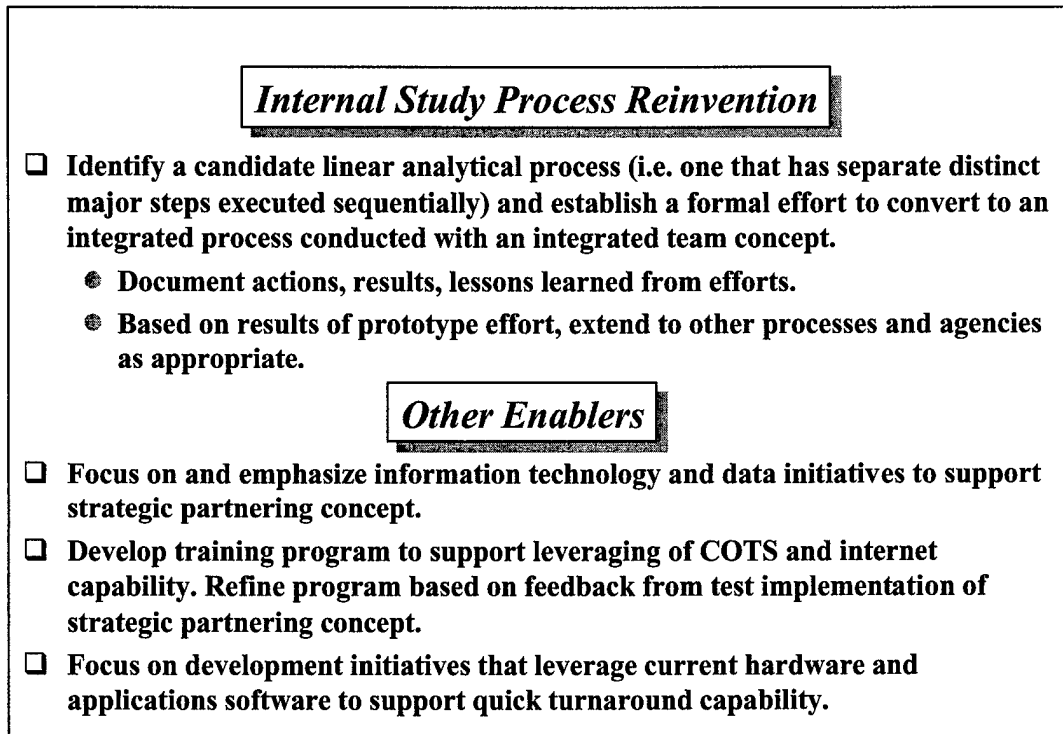 Internal Study Process Reinvention
❑ Identify a candidate linear analytical process (i.e. one that has separate distinct
major steps executed sequentially) and establish a formal effort to convert to an
integrated process conducted with an integrated team concept.
● Document actions, results, lessons learned from efforts.
● Based on results of prototype effort, extend to other processes and agencies
as appropriate.
Other Enablers
❑ Focus on and emphasize information technology and data initiatives to support
strategic partnering concept.
❑ Develop training program to support leveraging of COTS and internet
capability. Refine program based on feedback from test implementation of
strategic partnering concept.
❑ Focus on development initiatives that leverage current hardware and
applications software to support quick turnaround capability.